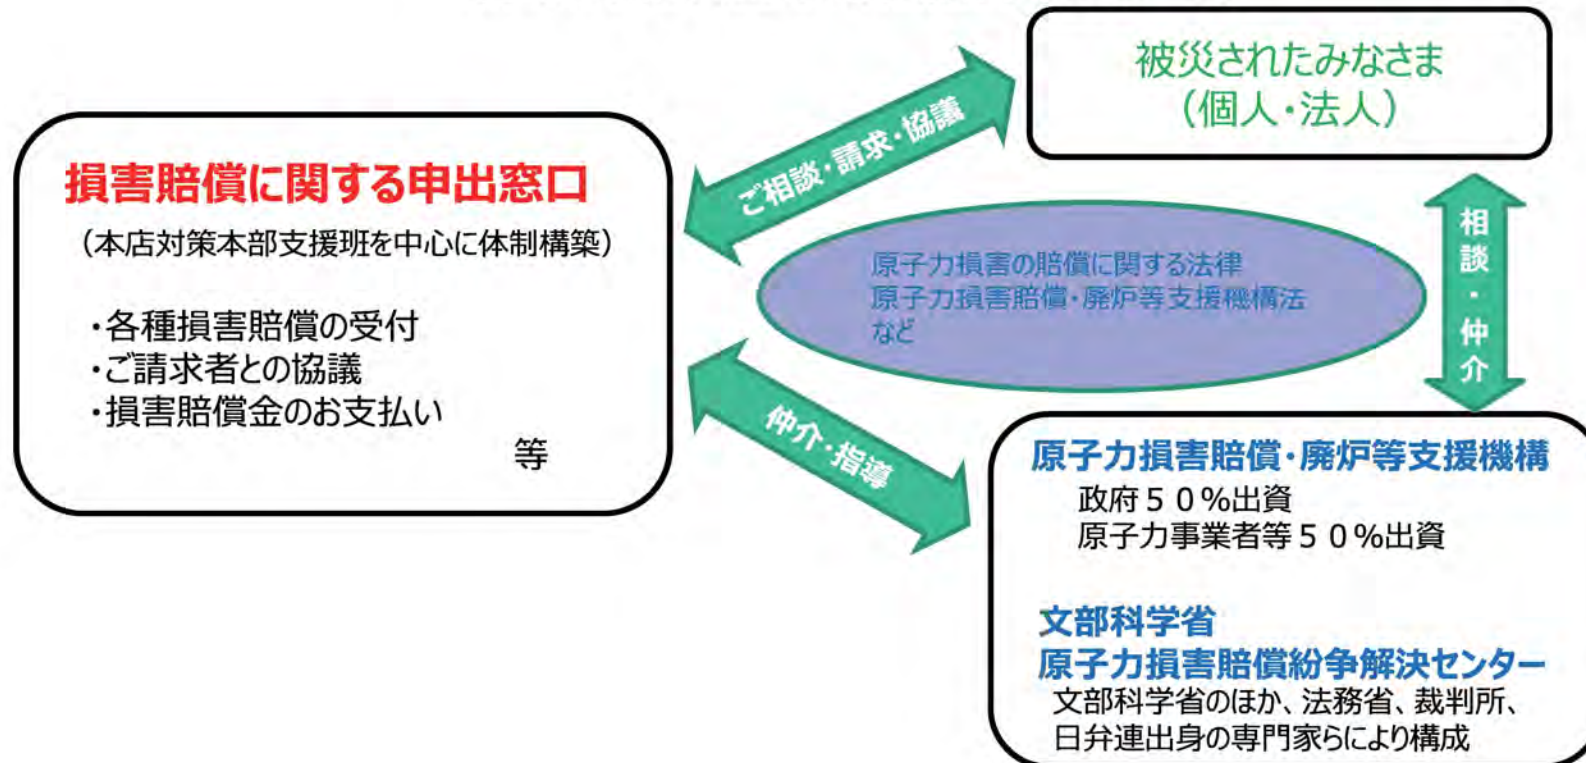 被災されたみなさま
（個人・法人）
ご相談・請求・協議
損害賠償に関する申出窓口
（本店対策本部支援班を中心に体制構築）
・各種損害賠償の受付
・ご請求者との協議
・損害賠償金のお支払い
等
原子力損害の賠償に関する法律
原子力損害賠償・廃炉等支援機構法
など
相談・仲介
仲介・指導
原子力損害賠償・廃炉等支援機構
政府５０％出資
原子力事業者等５０％出資
文部科学省
原子力損害賠償紛争解決センター
文部科学省のほか、法務省、裁判所、
日弁連出身の専門家らにより構成